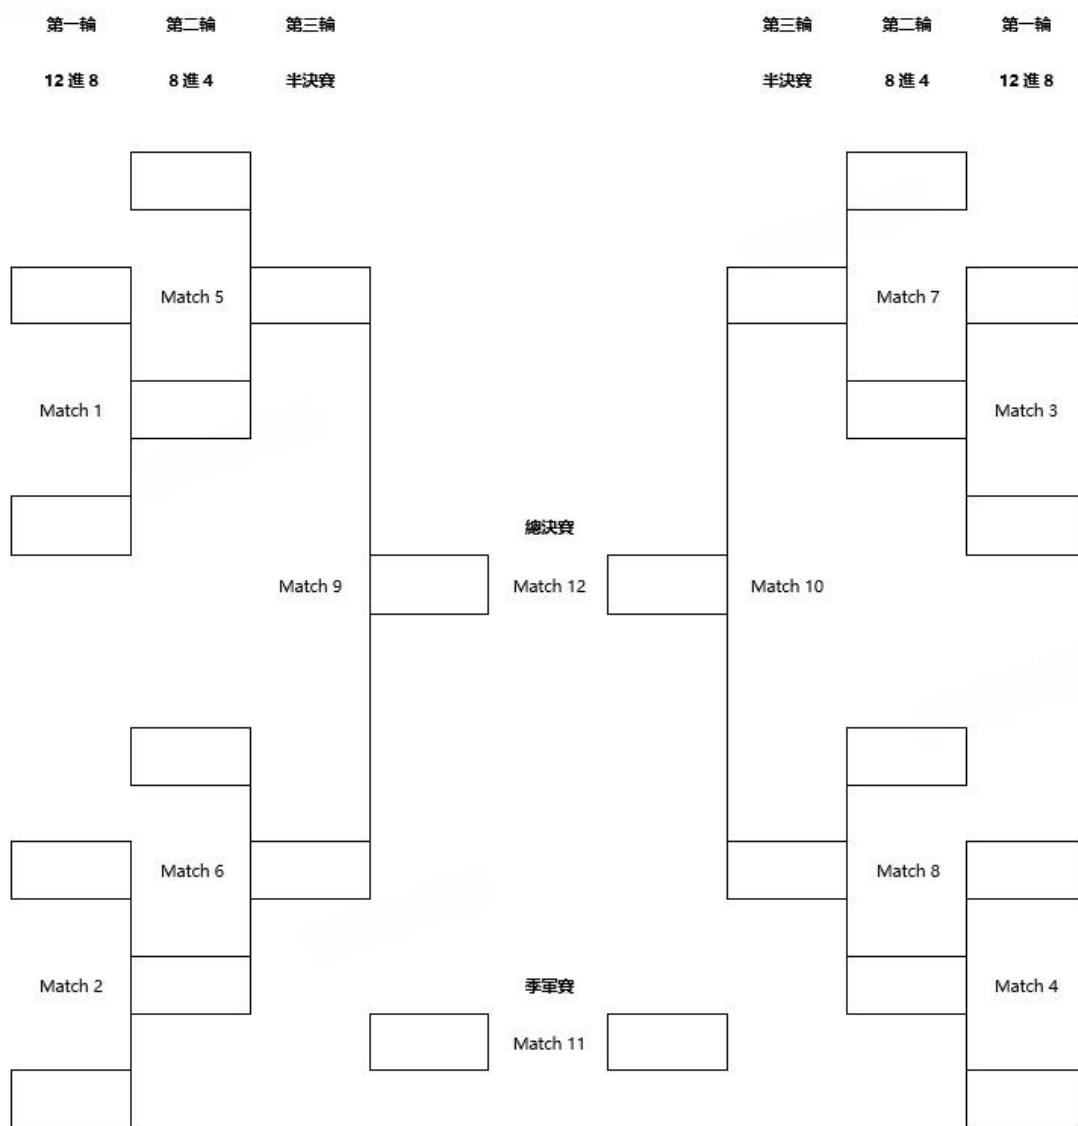 第一輪 第二輪 第三輪 第三輪 第二輪 第一輪
12 進 8 8 進 4 半決賽 半決賽 8 進 4 12 進 8
Match 5 Match 7
Match 1 Match 3
總決賽
Match 9 Match 12 Match 10
Match 6 Match 8
Match 2 季軍賽 Match 4
Match 11